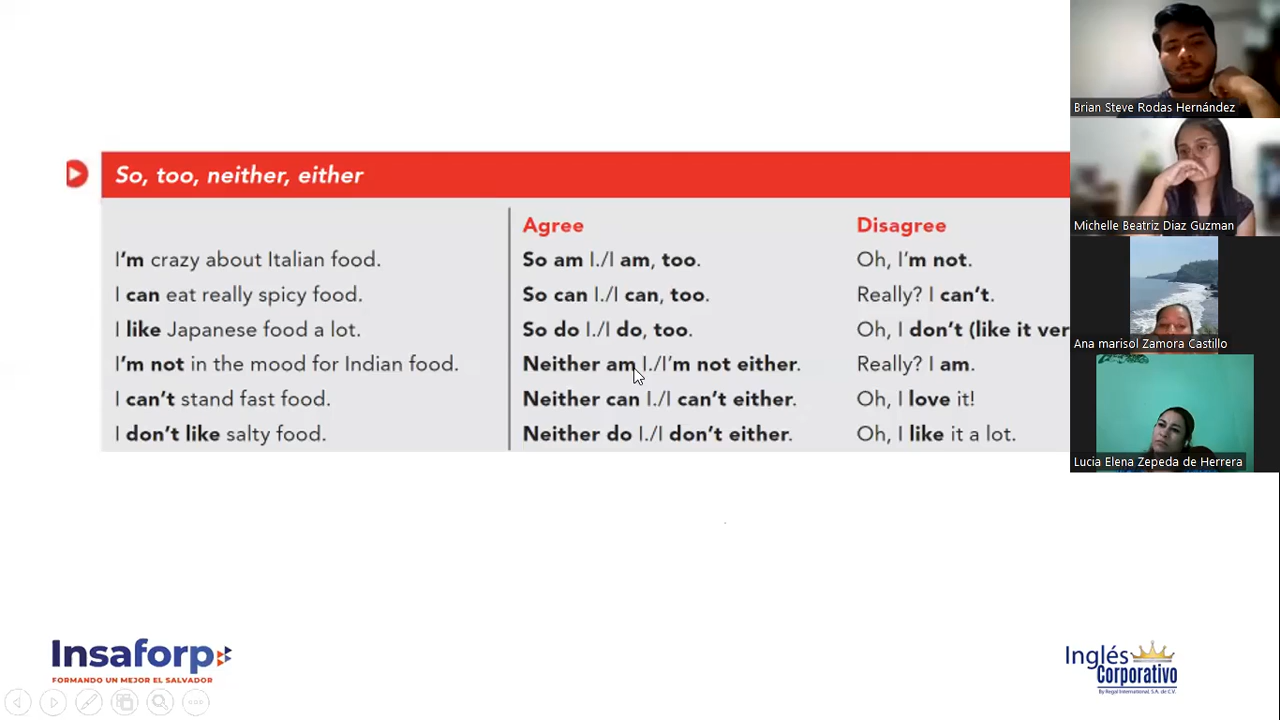 So, too, neither, either
Agree
Disagree
I'm crazy about Italian food.
So am I./I am, too.
Oh, I'm not.
I can eat really spicy food.
So can I./I can, too.
Really? I can't.
I like Japanese food a lot.
So do I./I do, too.
Oh, I don't (like it ver
I'm not in the mood for Indian food.
Neither am I./I'm not either.
Really? I am.
I can't stand fast food.
Neither can I./I can't either.
Oh, I love it!
I don't like salty food.
Neither do I./I don't either.
Oh, I like it a lot.
Brian Steve Rodas Hernández
Michelle Beatriz Diaz Guzman
Ana marisol Zamora Castillo
Lucia Elena Zepeda de Herrera
Insaforp
FORMANDO UN MEJOR EL SALVADOR
Inglés
Corporativo
By Regal International, S.A. de C.V.